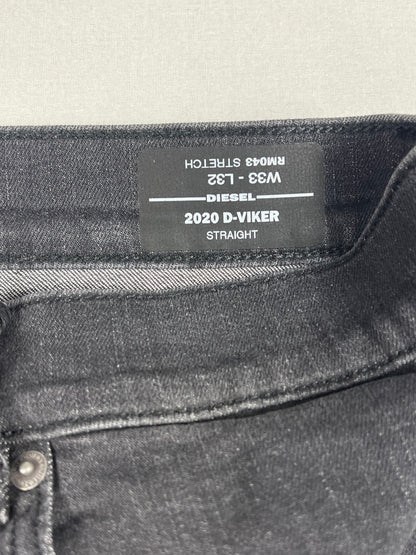 RM043 STRETCH
W33 - L32
DIESEL
2020 D-VIKER
STRAIGHT